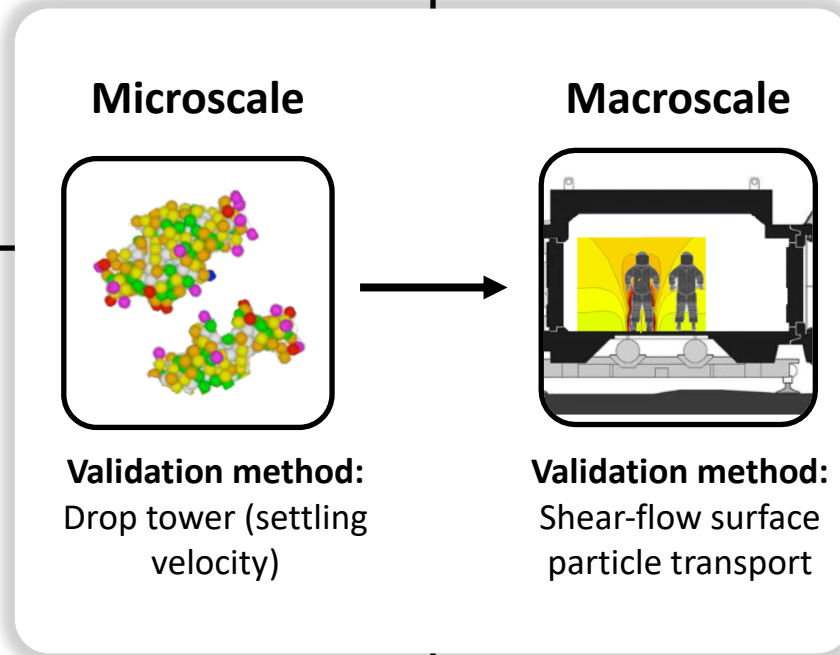 Microscale
Macroscale
Validation method:
Drop tower (settling
velocity)
Validation method:
Shear-flow surface
particle transport